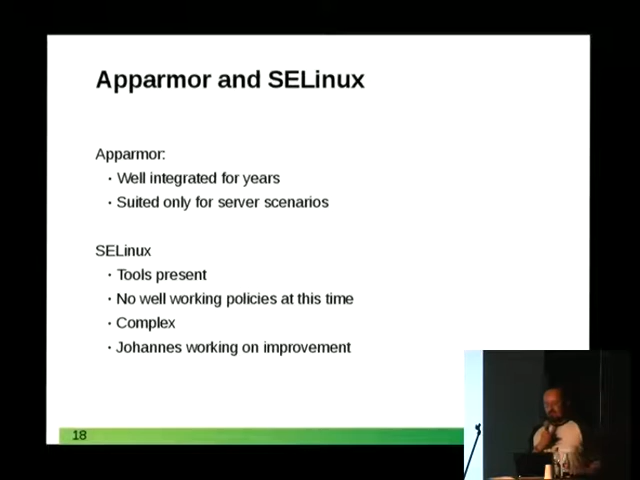 Apparmor and SELinux
Apparmor:
· Well integrated for years
· Suited only for server scenarios
SELinux
· Tools present
· No well working policies at this time
· Complex
· Johannes working on improvement
18